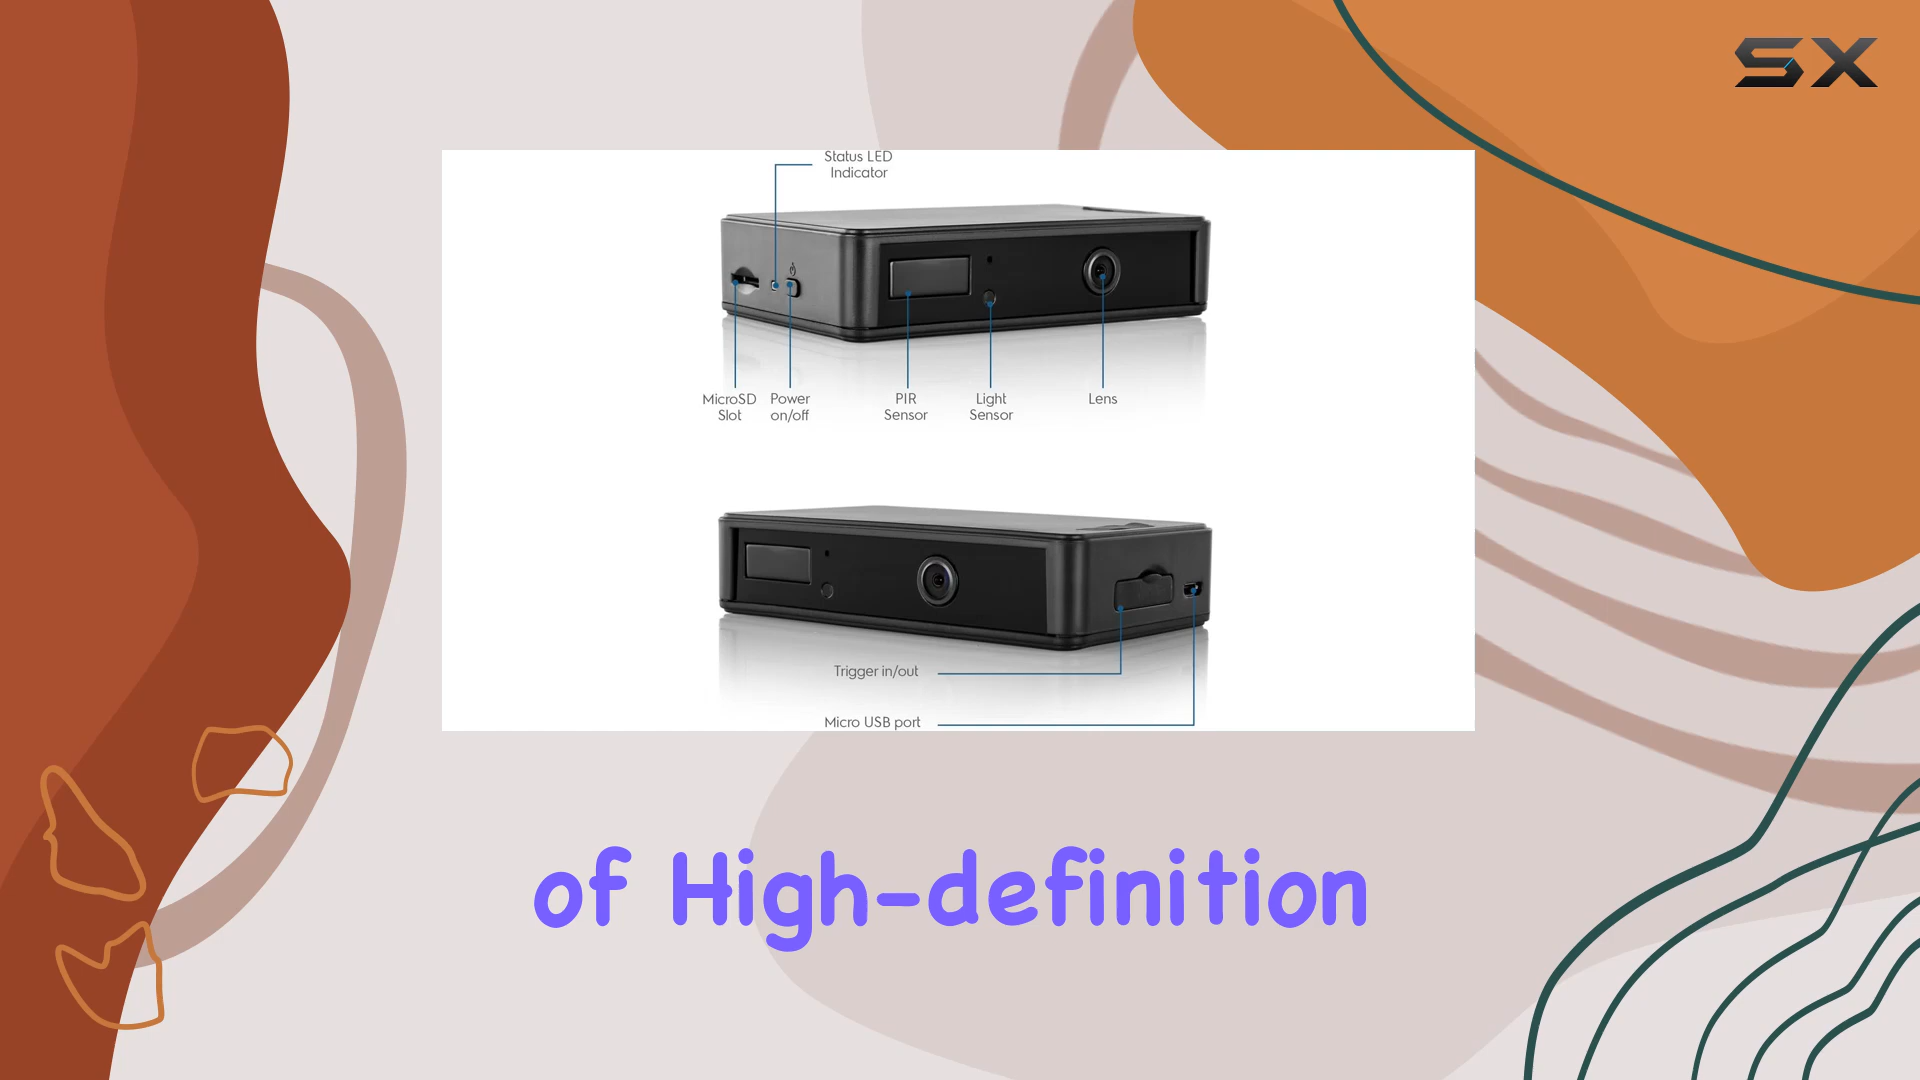 SX
Status LED
Indicator
MicroSD Power PIR Light Lens
Slot on/off Sensor Sensor
Trigger in/out
Micro USB port
of High-definition